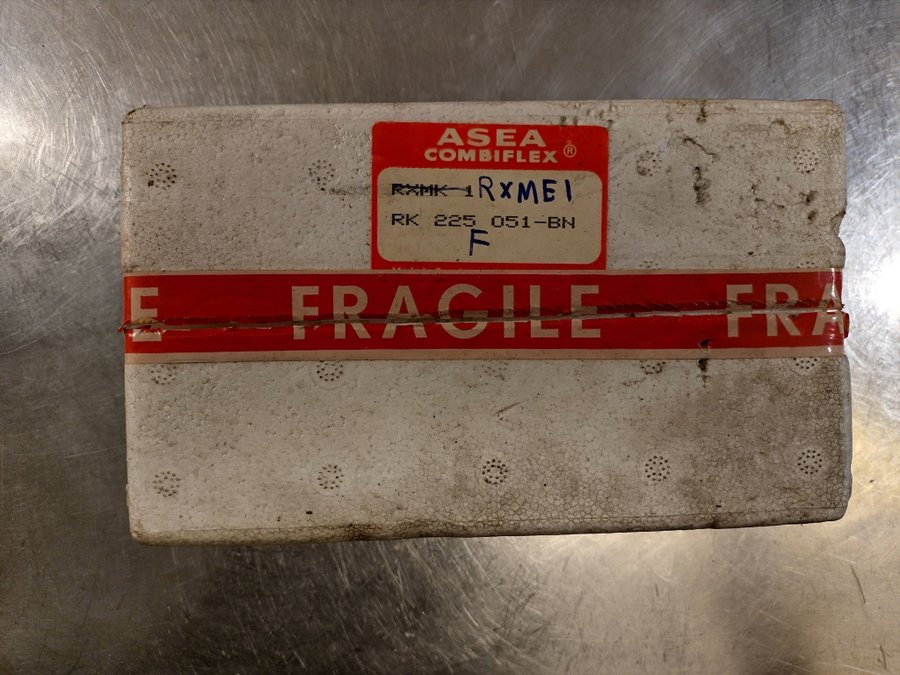 ASEA
COMBIFLEX®
RXMK 1 RXME1
RK 225 051-BN
F
E FRAGILE FRA